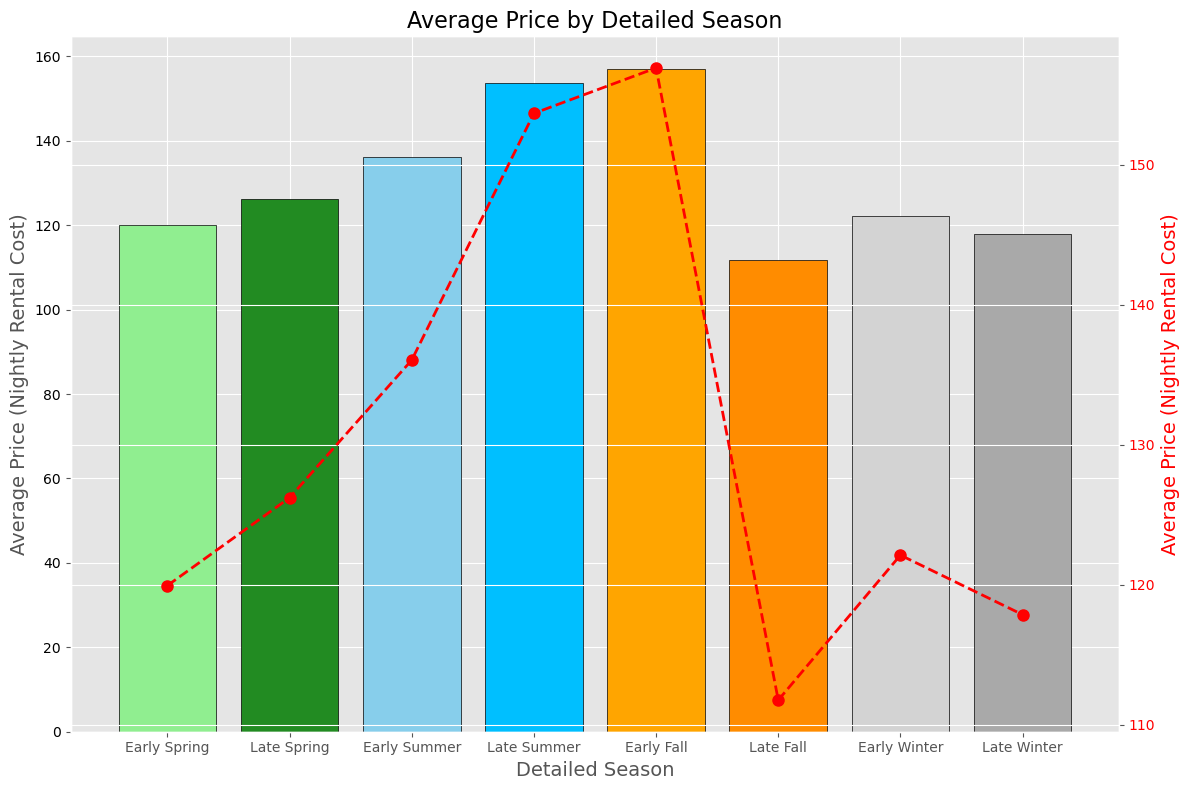 Average Price by Detailed Season
Average Price (Nightly Rental Cost)
160
140
120
100
80
60
40
20
0
Early Spring
Late Spring
Early Summer
Late Summer
Early Fall
Late Fall
Early Winter
Late Winter
Detailed Season
150
140
130
120
110
Average Price (Nightly Rental Cost)